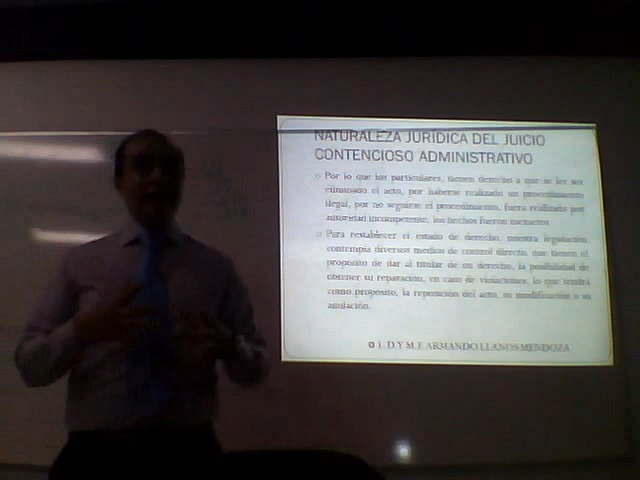 NATURALEZA JURÍDICA DEL JUICIO
CONTENCIOSO ADMINISTRATIVO
Por lo que los particulares, tienen derecho a que se les sea
eliminado el acto, por haberse realizado un procedimiento
ilegal, por no seguirse el procedimiento, fuera realizado por
autoridad incompetente, los hechos fueron inexactos.
Para restablecer el estado de derecho, nuestra legislación
contempla diversos medios de control directo, que tienen el
propósito de dar al titular de un derecho, la posibilidad de
obtener su reparación, en caso de violaciones, lo que tendrá
como propósito, la reposición del acto, su modificación o su
anulación.
L. D. Y M. F. ARMANDO LLANOS MENDOZA